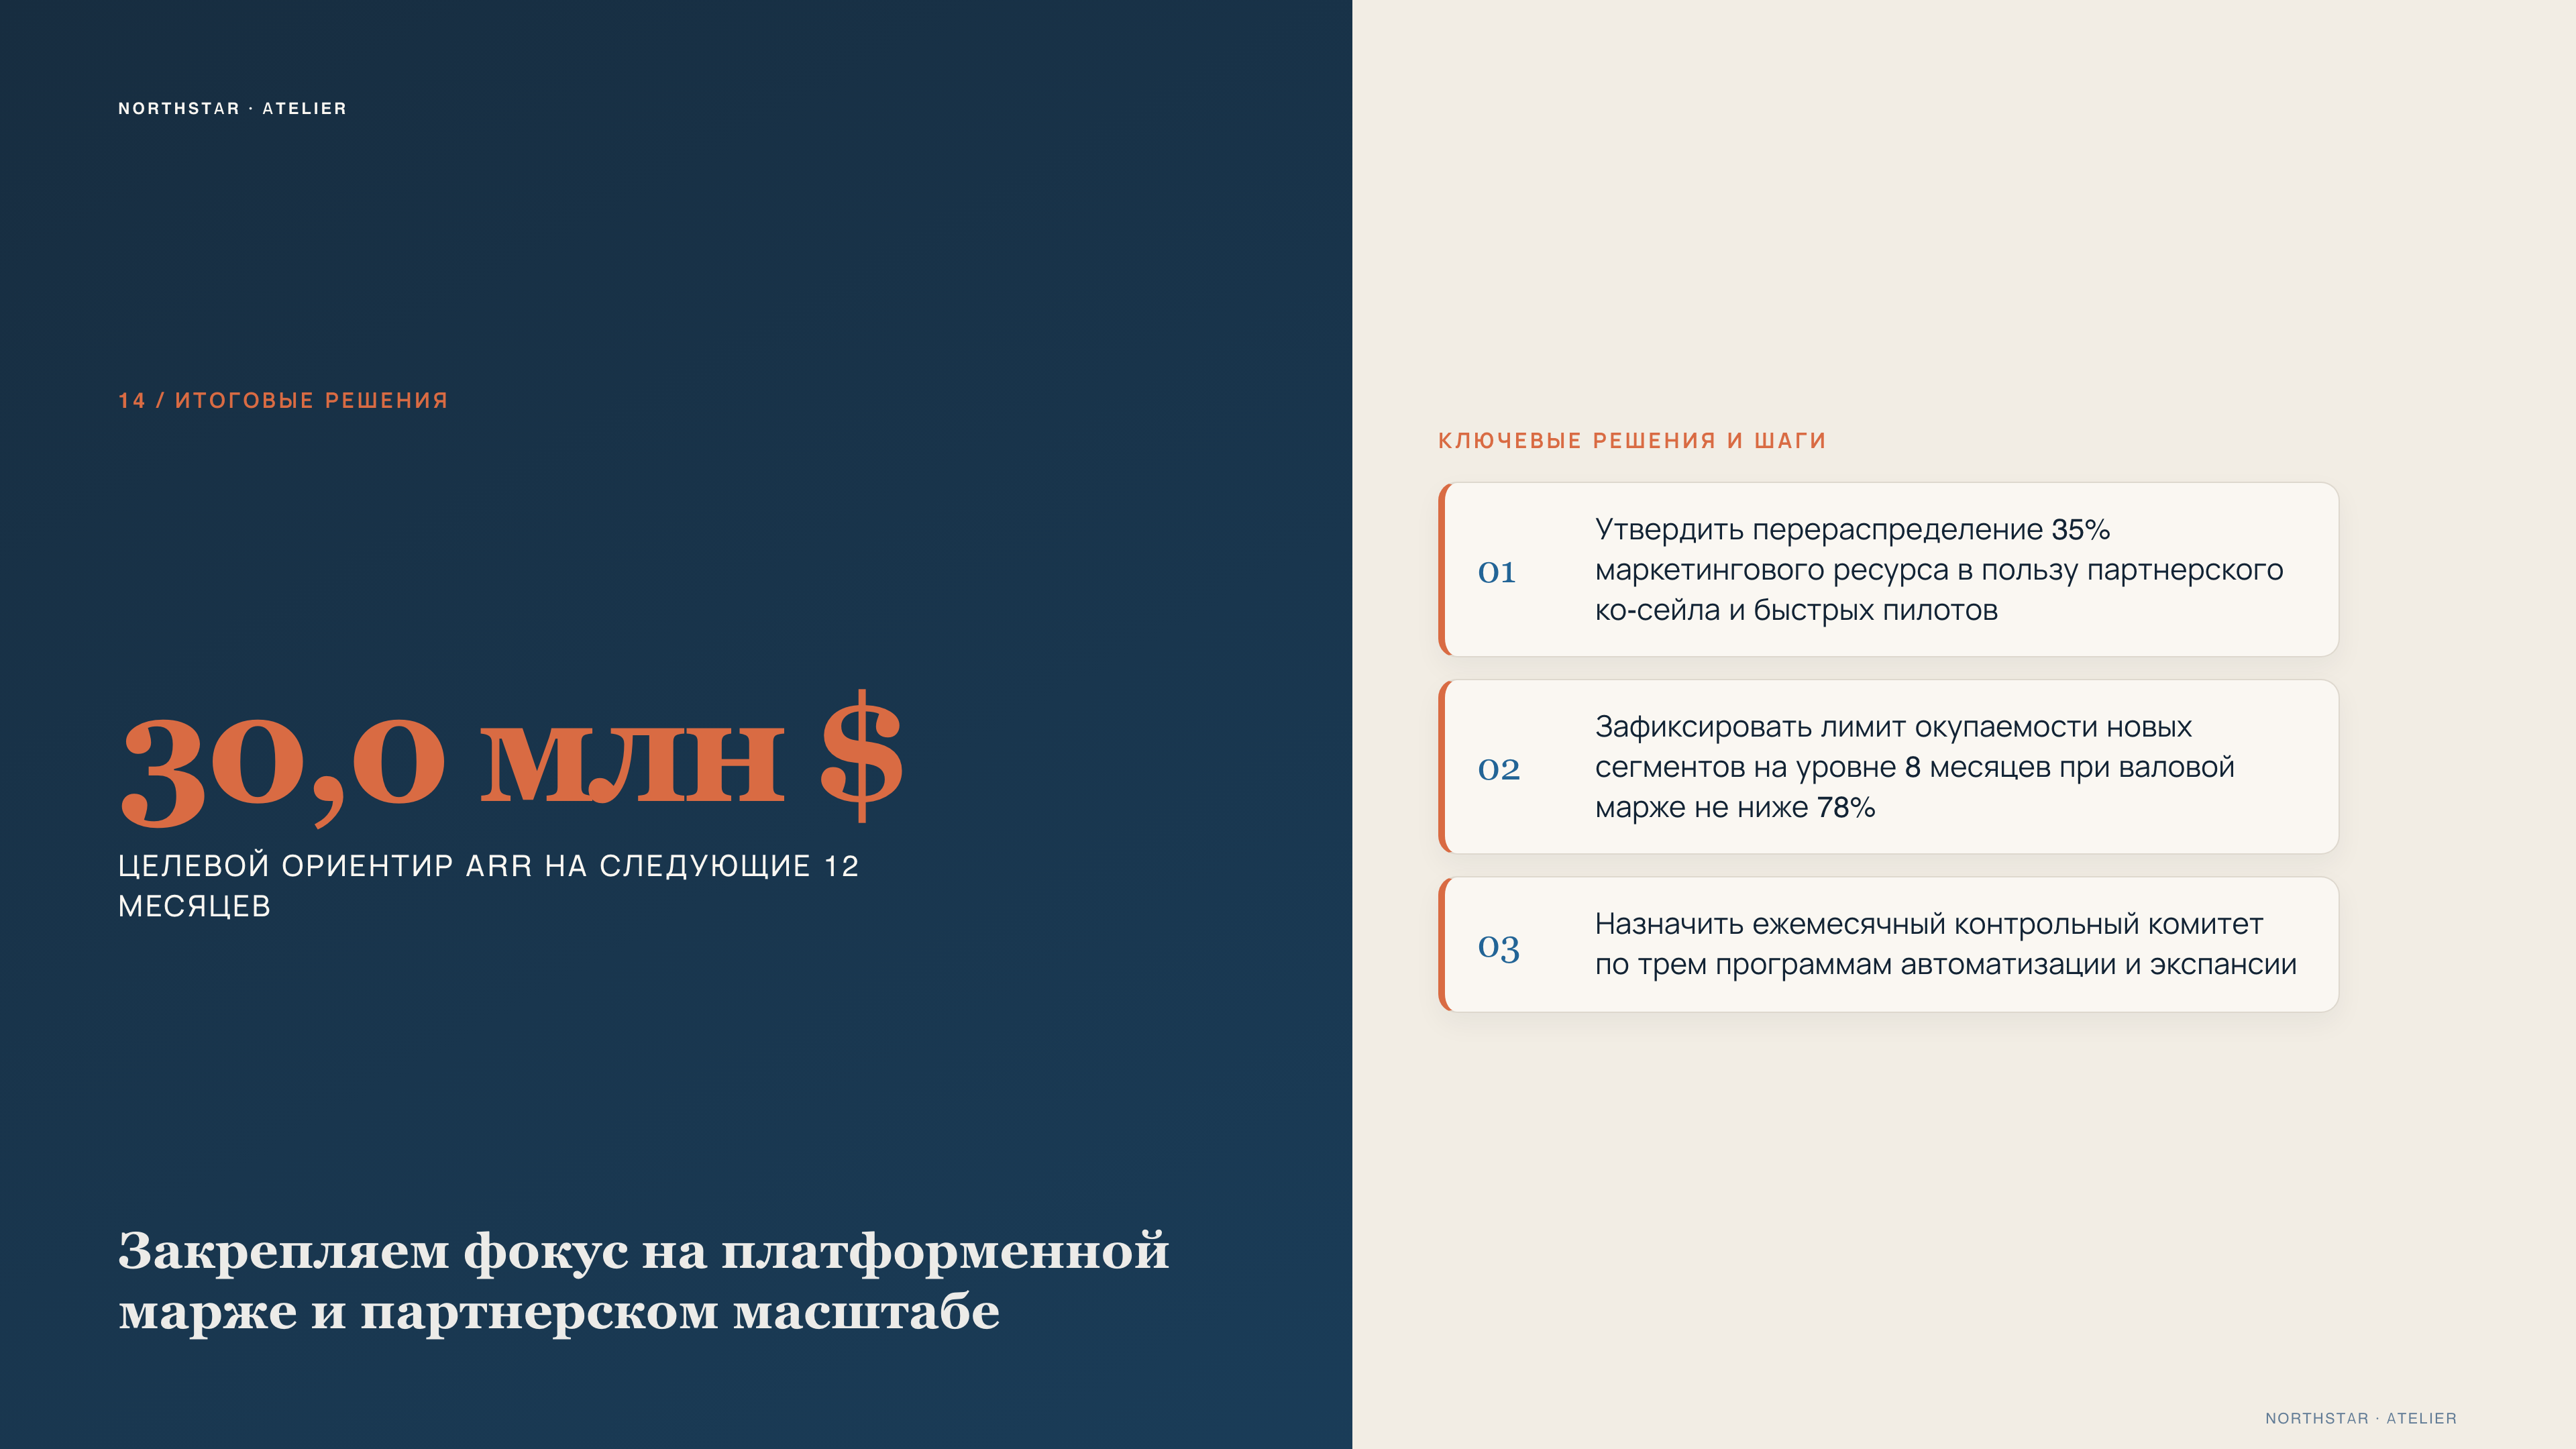 NORTHSTAR · ATELIER
14 / ИТОГОВЫЕ РЕШЕНИЯ
30,0 млн $
ЦЕЛЕВОЙ ОРИЕНТИР ARR НА СЛЕДУЮЩИЕ 12
МЕСЯЦЕВ
Закрепляем фокус на платформенной
марже и партнерском масштабе
КЛЮЧЕВЫЕ РЕШЕНИЯ И ШАГИ
01
Утвердить перераспределение 35%
маркетингового ресурса в пользу партнерского
ко-сейла и быстрых пилотов
02
Зафиксировать лимит окупаемости новых
сегментов на уровне 8 месяцев при валовой
марже не ниже 78%
03
Назначить ежемесячный контрольный комитет
по трем программам автоматизации и экспансии
NORTHSTAR · ATELIER